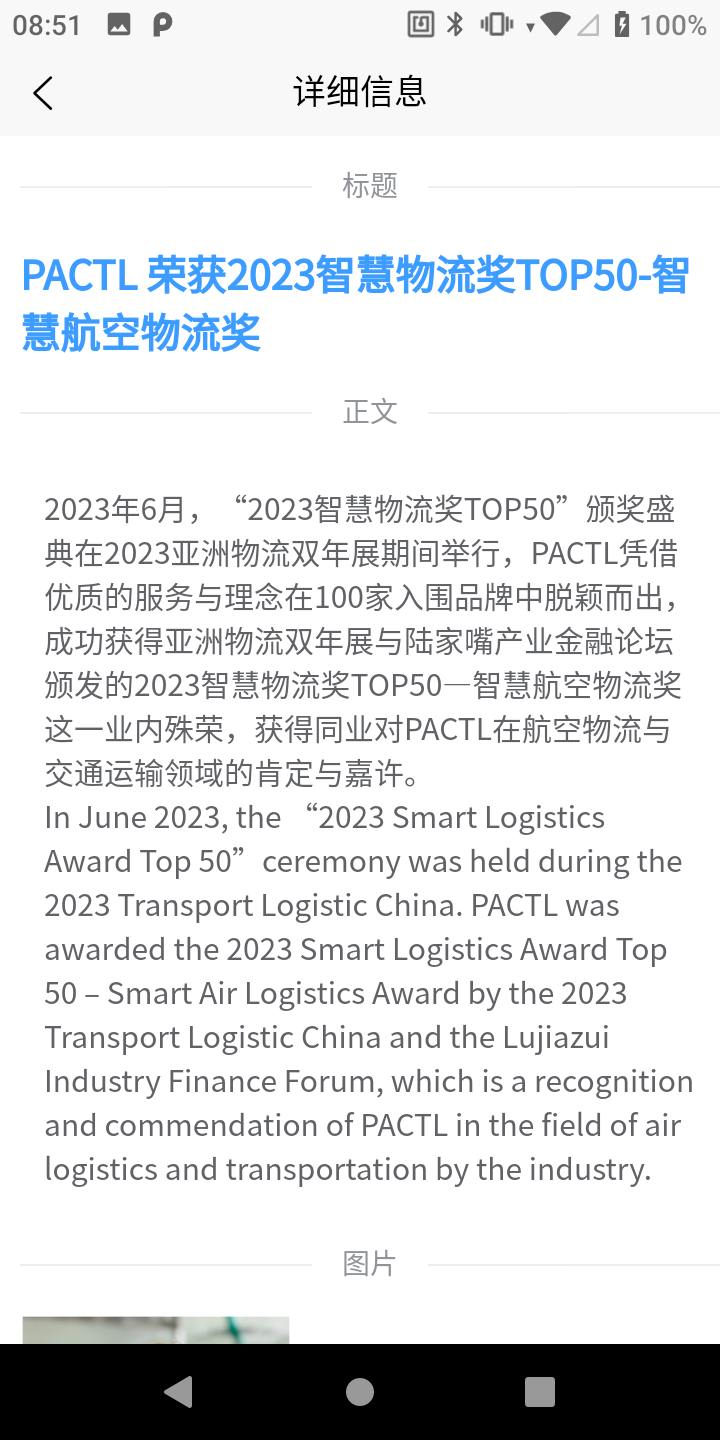 08:51
100%
详细信息
标题
PACTL 荣获2023智慧物流奖TOP50-智
慧航空物流奖
正文
2023年6月，“2023智慧物流奖TOP50”颁奖盛
典在2023亚洲物流双年展期间举行，PACTL凭借
优质的服务与理念在100家入围品牌中脱颖而出，
成功获得亚洲物流双年展与陆家嘴产业金融论坛
颁发的2023智慧物流奖TOP50—智慧航空物流奖
这一业内殊荣，获得同业对PACTL在航空物流与
交通运输领域的肯定与嘉许。
In June 2023, the “2023 Smart Logistics
Award Top 50” ceremony was held during the
2023 Transport Logistic China. PACTL was
awarded the 2023 Smart Logistics Award Top
50 – Smart Air Logistics Award by the 2023
Transport Logistic China and the Lujiazui
Industry Finance Forum, which is a recognition
and commendation of PACTL in the field of air
logistics and transportation by the industry.
图片